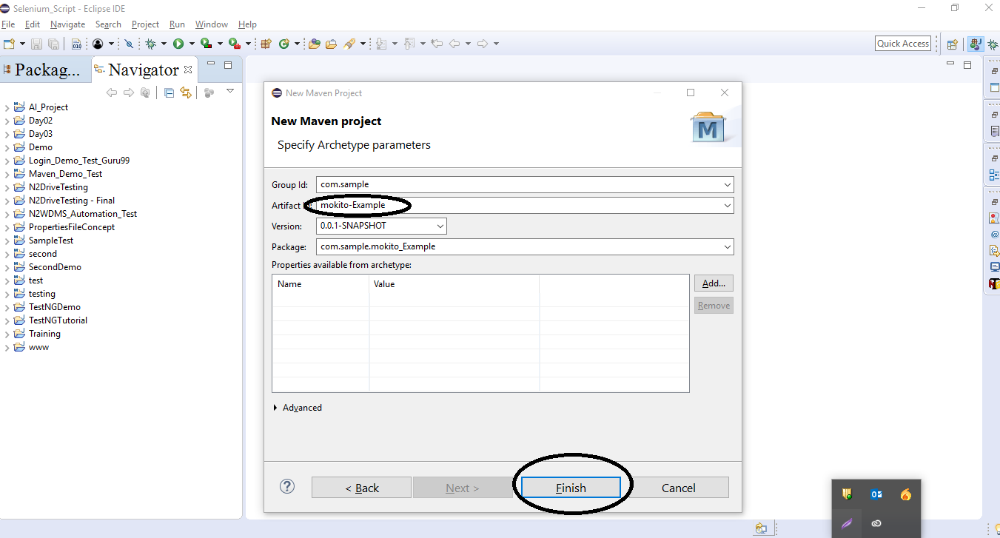 Selenium_Script - Eclipse IDE
File Edit Navigate Search Project Run Window Help
Quick Access
Packag...
Navigator
AI_Project
Day02
Day03
Demo
Login_Demo_Test_Guru99
Maven_Demo_Test
N2DriveTesting
N2DriveTesting - Final
N2WDMS_Automation_Test
PropertiesFileConcept
SampleTest
second
SecondDemo
test
testing
TestNGDemo
TestNGTutorial
Training
www
New Maven Project
New Maven project
M
Specify Archetype parameters
Group Id: com.sample
Artifact mokito-Example
Version: 0.0.1-SNAPSHOT
Package: com.sample.mokito_Example
Properties available from archetype:
Name Value
Add...
Remove
Advanced
< Back Next > Finish Cancel